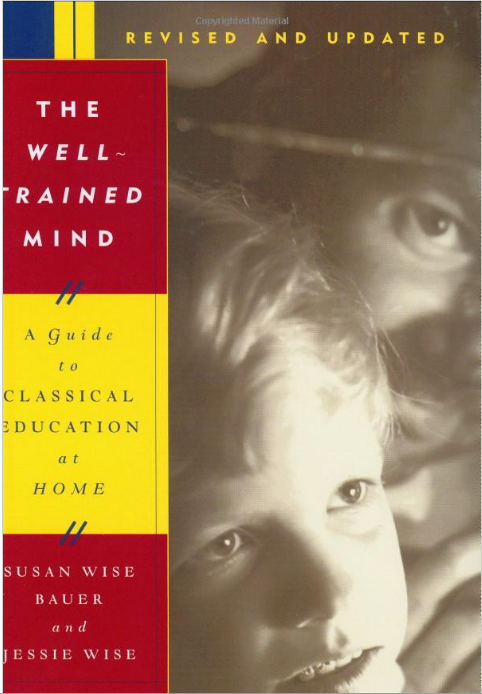 Copyrighted Material
REVISED AND UPDATED
THE
WELL~
TRAINED
MIND
A Guide
to
CLASSICAL
EDUCATION
at
HOME
SUSAN WISE
BAUER
and
JESSIE WISE